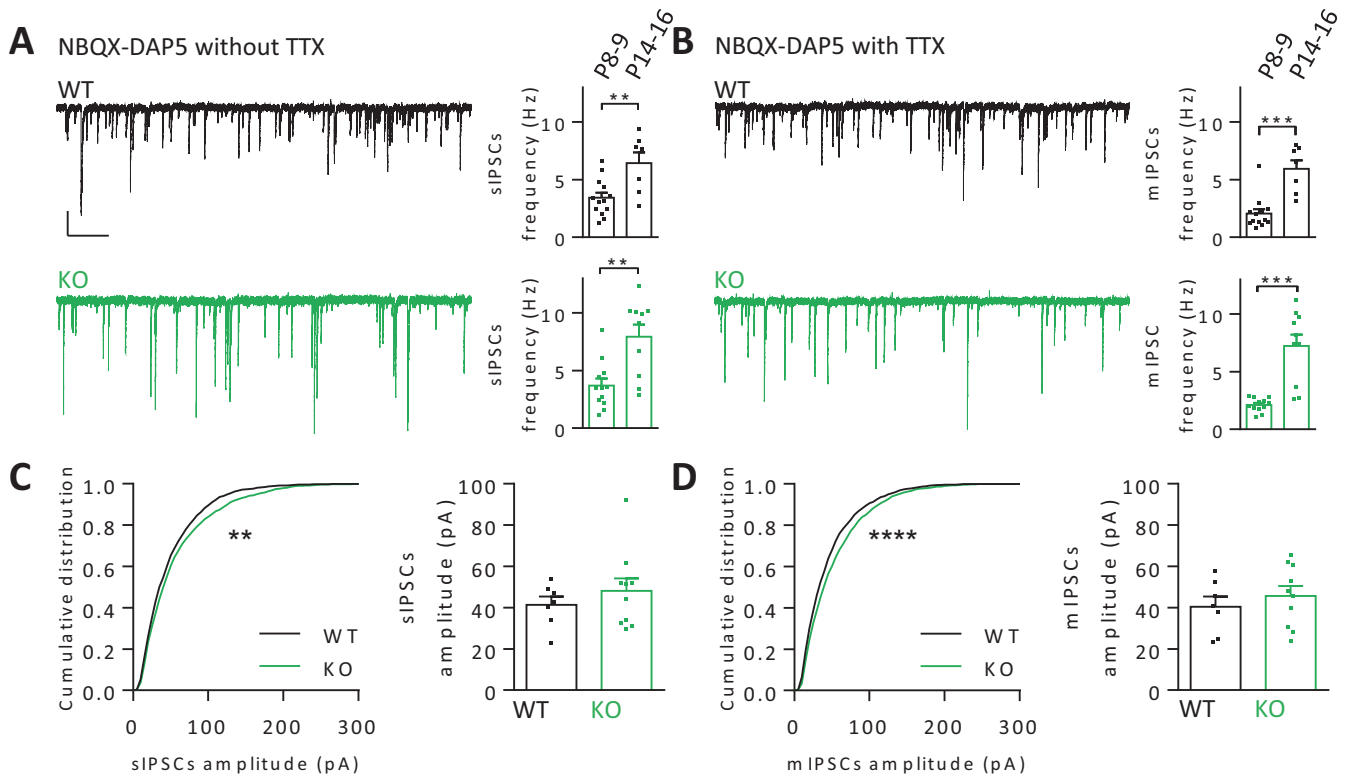 A
NBQX-DAP5 without TTX
WT
sIPSCs
frequency (Hz)
P8-9
P14-16
**
10
5
0
KO
sIPSCs
frequency (Hz)
**
10
5
0
B
NBQX-DAP5 with TTX
WT
mIPSCs
frequency (Hz)
P8-9
P14-16
***
10
5
0
KO
mIPSC
frequency (Hz)
***
10
5
0
C
Cumulative distribution
1.0
0.8
0.6
0.4
0.2
0.0
**
WT
KO
0 100 200 300
sIPSCs amplitude (pA)
sIPSCs
amplitude (pA)
100
80
60
40
20
0
WT KO
D
Cumulative distribution
1.0
0.8
0.6
0.4
0.2
0.0
****
WT
KO
0 100 200 300
mIPSCs amplitude (pA)
mIPSCs
amplitude (pA)
100
80
60
40
20
0
WT KO